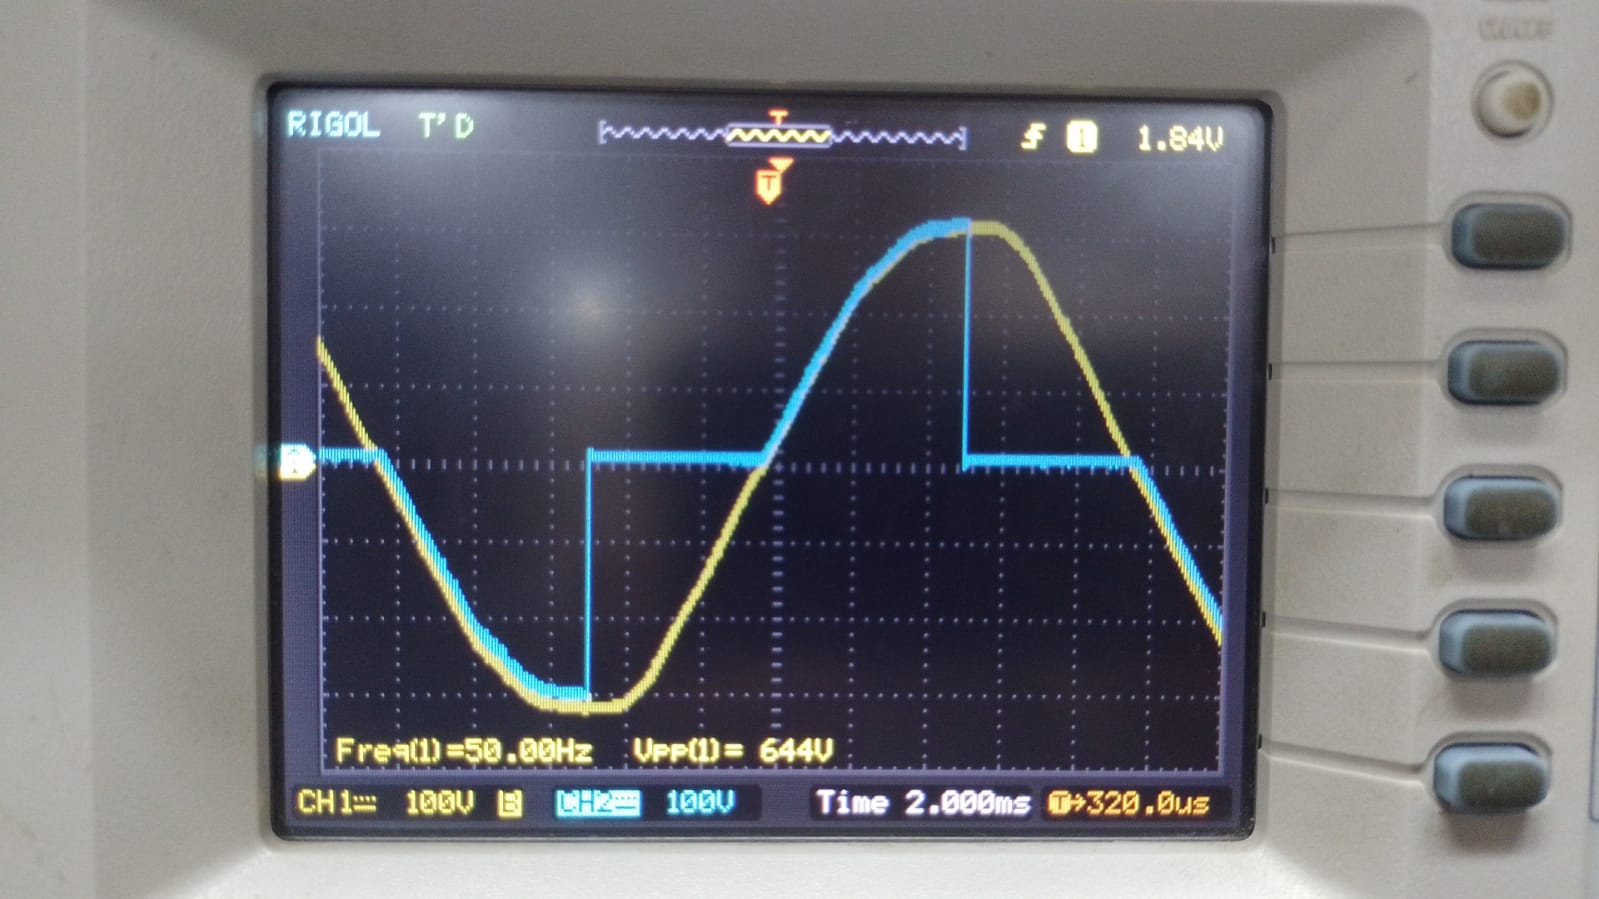 RIGOL T'D T 1 1.84V
T
Freq(1)=50.00Hz Vpp(1)= 644V
CH1 100V B CH2 100V Time 2.000ms T→320.0us